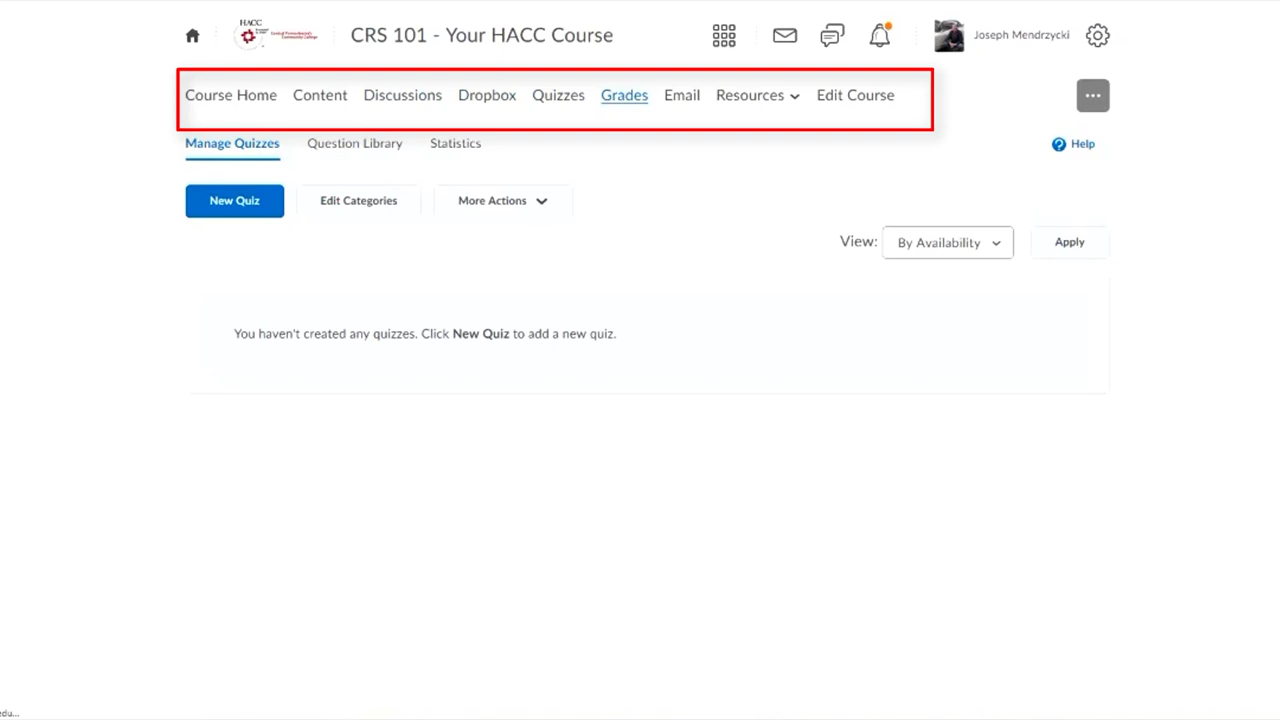 HACC
CRS 101 - Your HACC Course
Joseph Mendrzycki
Course Home Content Discussions Dropbox Quizzes Grades Email Resources Edit Course
Manage Quizzes Question Library Statistics
Help
New Quiz Edit Categories More Actions
View: By Availability Apply
You haven't created any quizzes. Click New Quiz to add a new quiz.
edu...